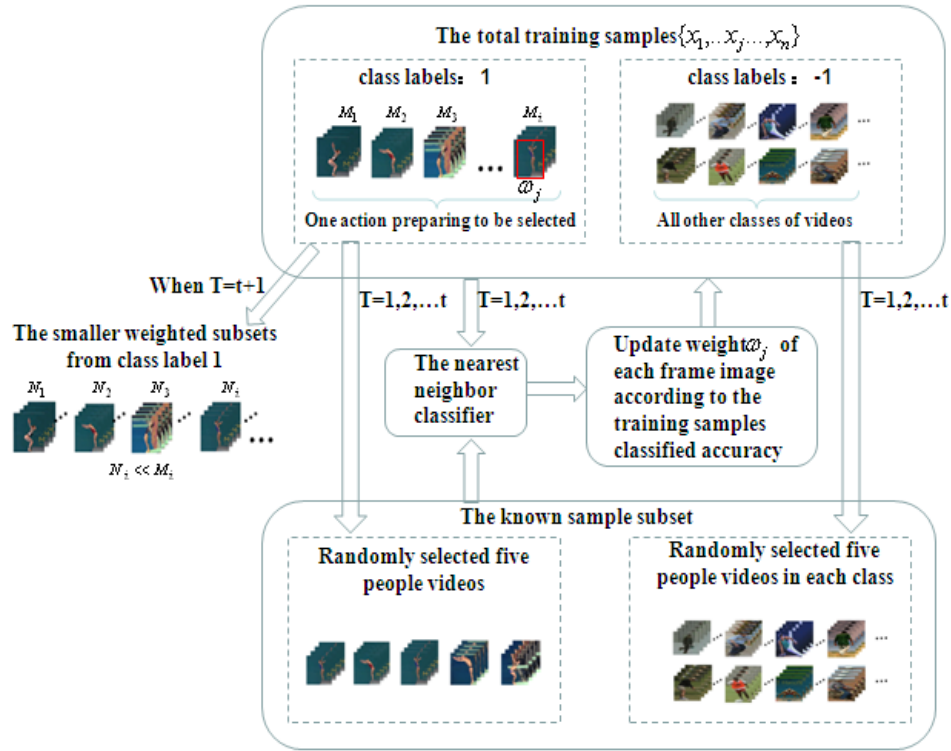 The total training samples{x₁,..xⱼ...,xₙ}
class labels：1
class labels：-1
M₁ M₂ M₃ Mᵢ
...
ωⱼ
One action preparing to be selected
All other classes of videos
When T=t+1
T=1,2,…t
T=1,2,…t
T=1,2,…t
The smaller weighted subsets
from class label 1
N₁ N₂ N₃ Nᵢ
...
Nᵢ << Mᵢ
The nearest
neighbor
classifier
Update weightωⱼ of
each frame image
according to the
training samples
classified accuracy
The known sample subset
Randomly selected five
people videos
Randomly selected five
people videos in each class